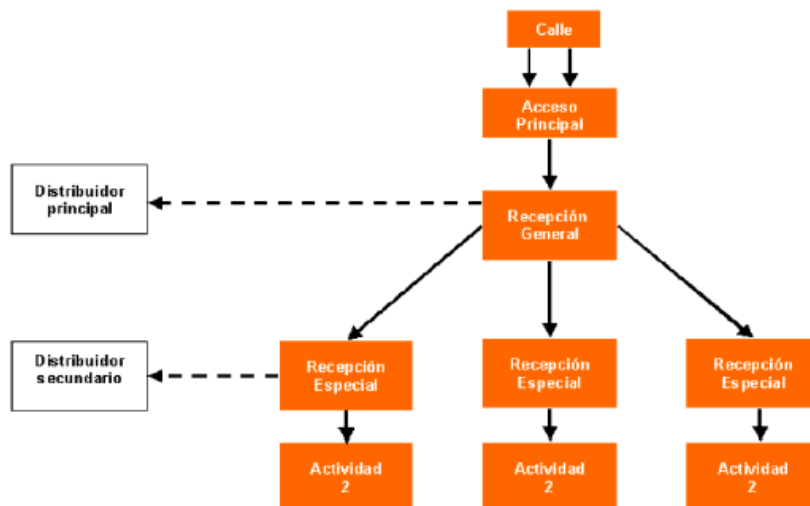 Calle
Acceso
Principal
Distribuidor
principal
Recepción
General
Distribuidor
secundario
Recepción
Especial
Recepción
Especial
Recepción
Especial
Actividad
2
Actividad
2
Actividad
2